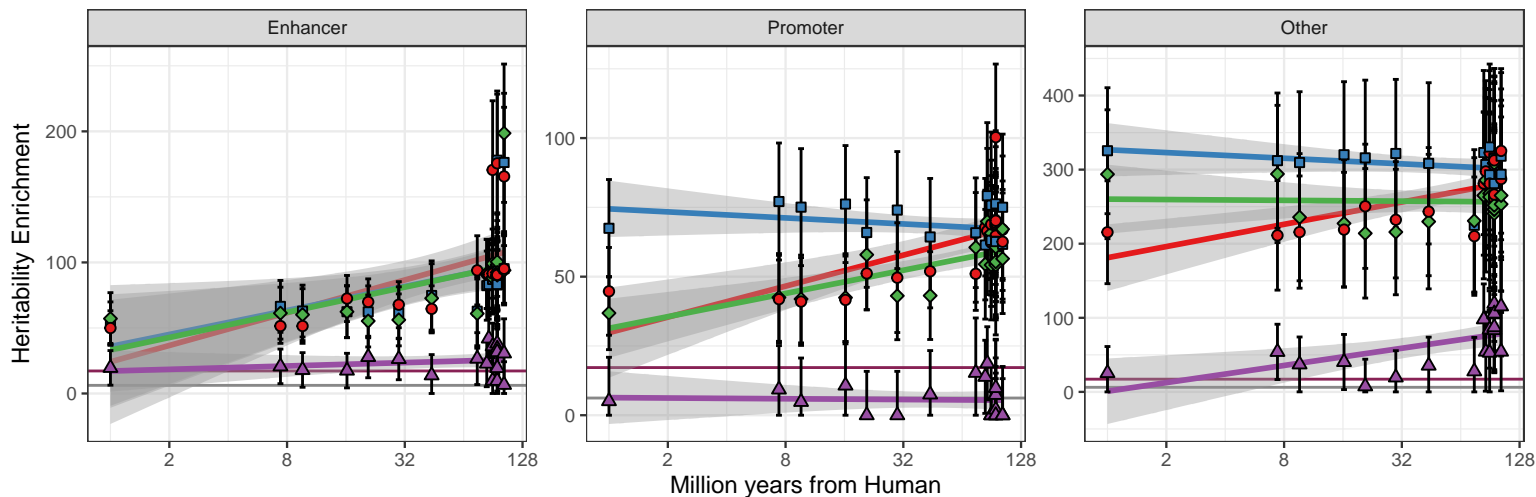 Enhancer Promoter Other
Heritability Enrichment
200
100
0
2 8 32 128
100
50
0
2 8 32 128
400
300
200
100
0
2 8 32 128
Million years from Human